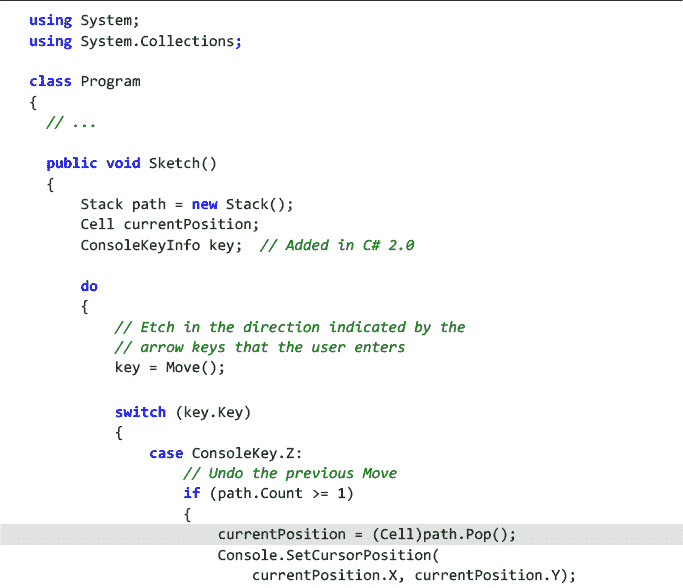 using System;
using System.Collections;
class Program
{
// ...
public void Sketch()
{
Stack path = new Stack();
Cell currentPosition;
ConsoleKeyInfo key;  // Added in C# 2.0
do
{
// Etch in the direction indicated by the
// arrow keys that the user enters
key = Move();
switch (key.Key)
{
case ConsoleKey.Z:
// Undo the previous Move
if (path.Count >= 1)
{
currentPosition = (Cell)path.Pop();
Console.SetCursorPosition(
currentPosition.X, currentPosition.Y);